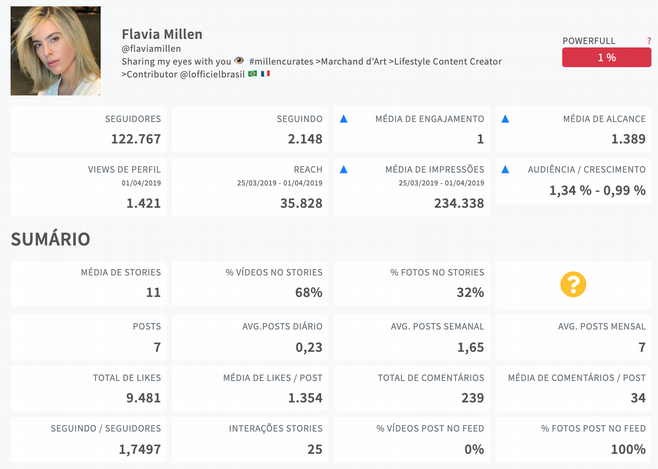 Flavia Millen
@flaviamillen
Sharing my eyes with you 👁 #millencurates >Marchand d'Art >Lifestyle Content Creator
>Contributor @lofficielbrasil 🇧🇷 🇫🇷
POWERFULL ?
1 %
SEGUIDORES
122.767
SEGUINDO
2.148
MÉDIA DE ENGAJAMENTO
1
MÉDIA DE ALCANCE
1.389
VIEWS DE PERFIL
01/04/2019
1.421
REACH
25/03/2019 - 01/04/2019
35.828
MÉDIA DE IMPRESSÕES
25/03/2019 - 01/04/2019
234.338
AUDIÊNCIA / CRESCIMENTO
1,34 % - 0,99 %
SUMÁRIO
MÉDIA DE STORIES
11
% VÍDEOS NO STORIES
68%
% FOTOS NO STORIES
32%
?
POSTS
7
AVG.POSTS DIÁRIO
0,23
AVG. POSTS SEMANAL
1,65
AVG. POSTS MENSAL
7
TOTAL DE LIKES
9.481
MÉDIA DE LIKES / POST
1.354
TOTAL DE COMENTÁRIOS
239
MÉDIA DE COMENTÁRIOS / POST
34
SEGUINDO / SEGUIDORES
1,7497
INTERAÇÕES STORIES
25
% VÍDEOS POST NO FEED
0%
% FOTOS POST NO FEED
100%